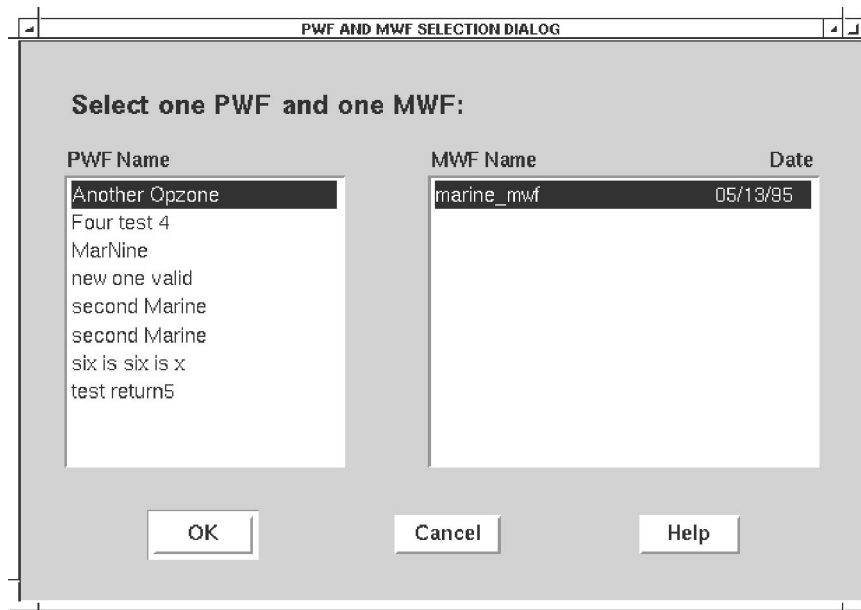 PWF AND MWF SELECTION DIALOG
Select one PWF and one MWF:
PWF Name
Another Opzone
Four test 4
MarNine
new one valid
second Marine
second Marine
six is six is x
test return5
MWF Name Date
marine_mwf 05/13/95
OK Cancel Help